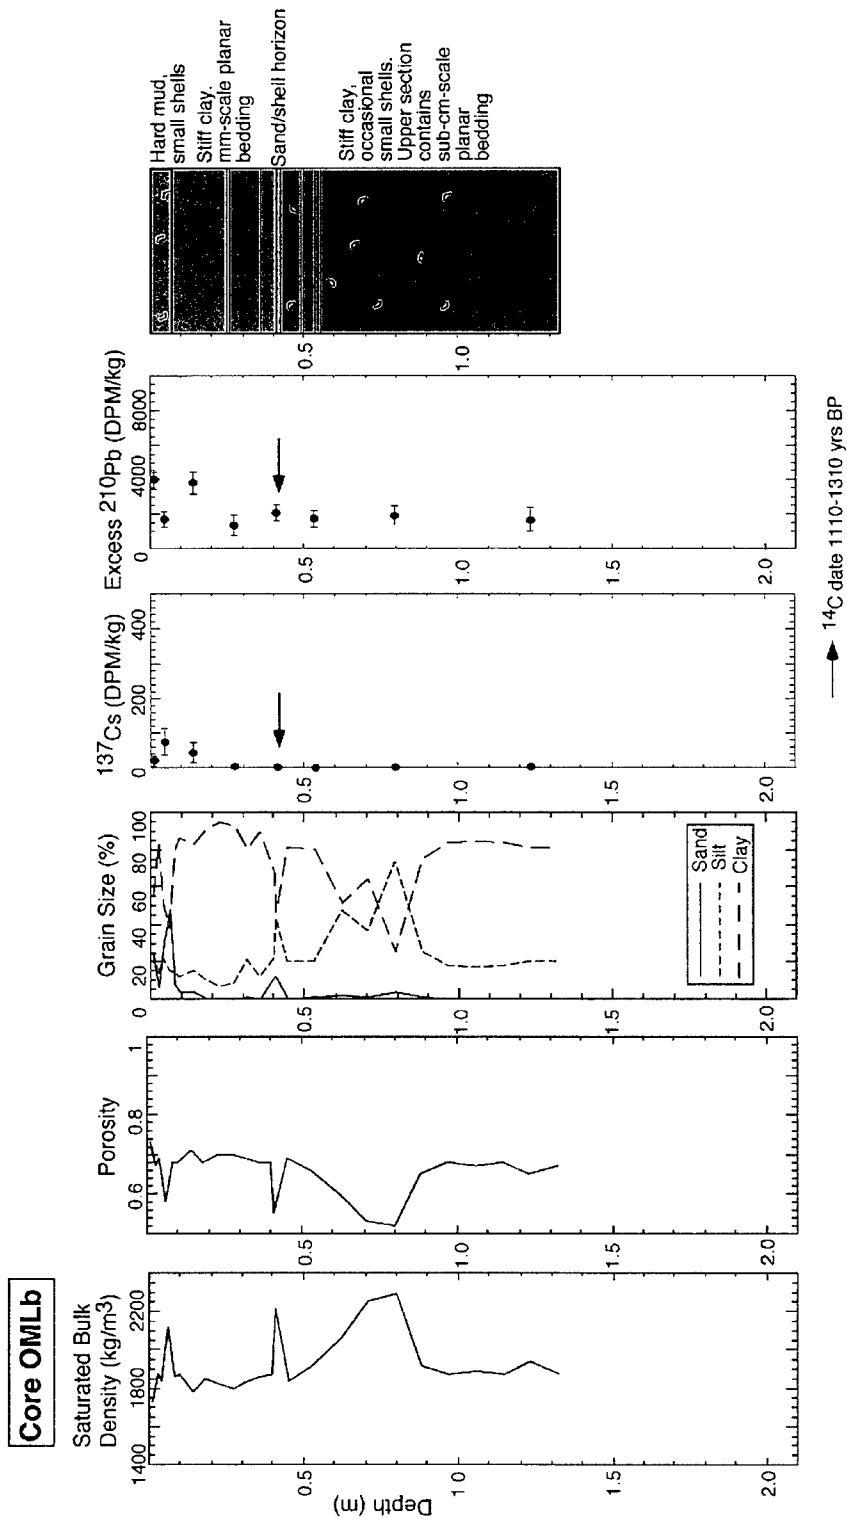 Core OMLb
Saturated Bulk
Density (kg/m3)
1400
1800
2200
Depth (m)
0.5
1.0
1.5
2.0
Porosity
0.6
0.8
1
0.5
1.0
1.5
2.0
Grain Size (%)
0
20
40
60
80
100
0.5
1.0
1.5
2.0
Sand
Silt
Clay
137Cs (DPM/kg)
0
200
400
0.5
1.0
1.5
2.0
Excess 210Pb (DPM/kg)
0
4000
8000
0.5
1.0
1.5
2.0
0.5
1.0
Hard mud,
small shells
Stiff clay.
mm-scale planar
bedding
Sand/shell horizon
Stiff clay,
occasional
small shells.
Upper section
contains
sub-cm-scale
planar
bedding
14C date 1110-1310 yrs BP